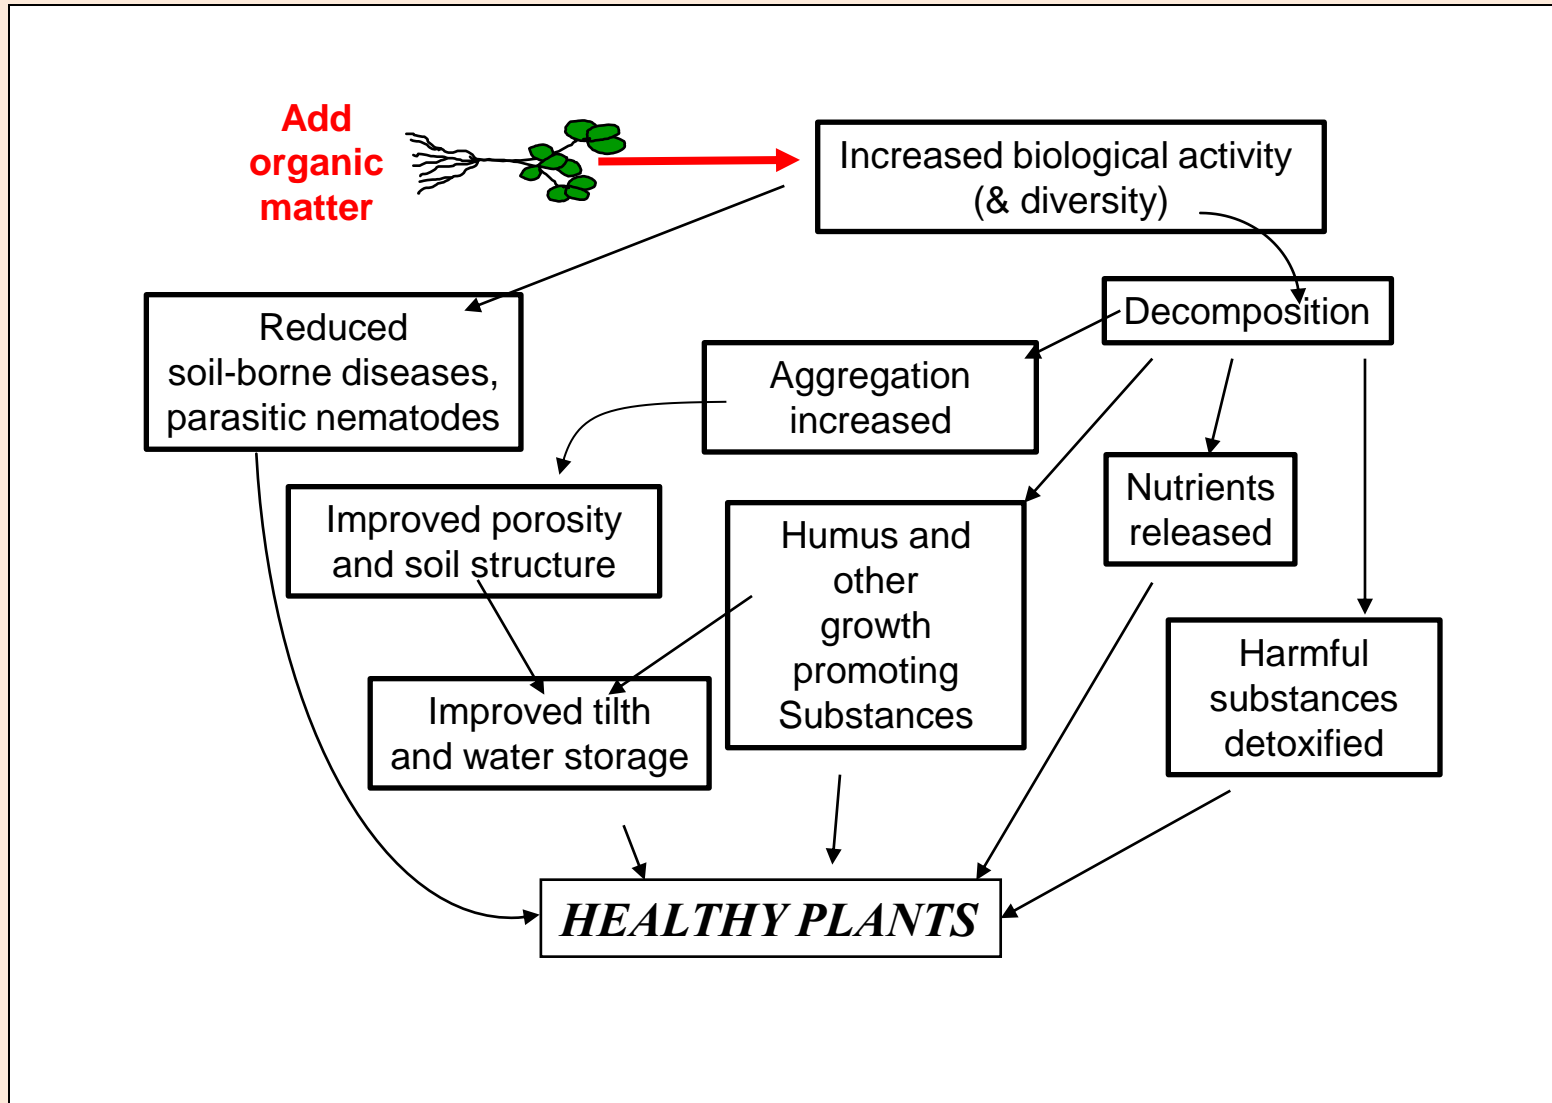 Add
organic
matter
Increased biological activity
(& diversity)
Reduced
soil-borne diseases,
parasitic nematodes
Decomposition
Aggregation
increased
Improved porosity
and soil structure
Humus and
other
growth
promoting
Substances
Nutrients
released
Harmful
substances
detoxified
Improved tilth
and water storage
HEALTHY PLANTS